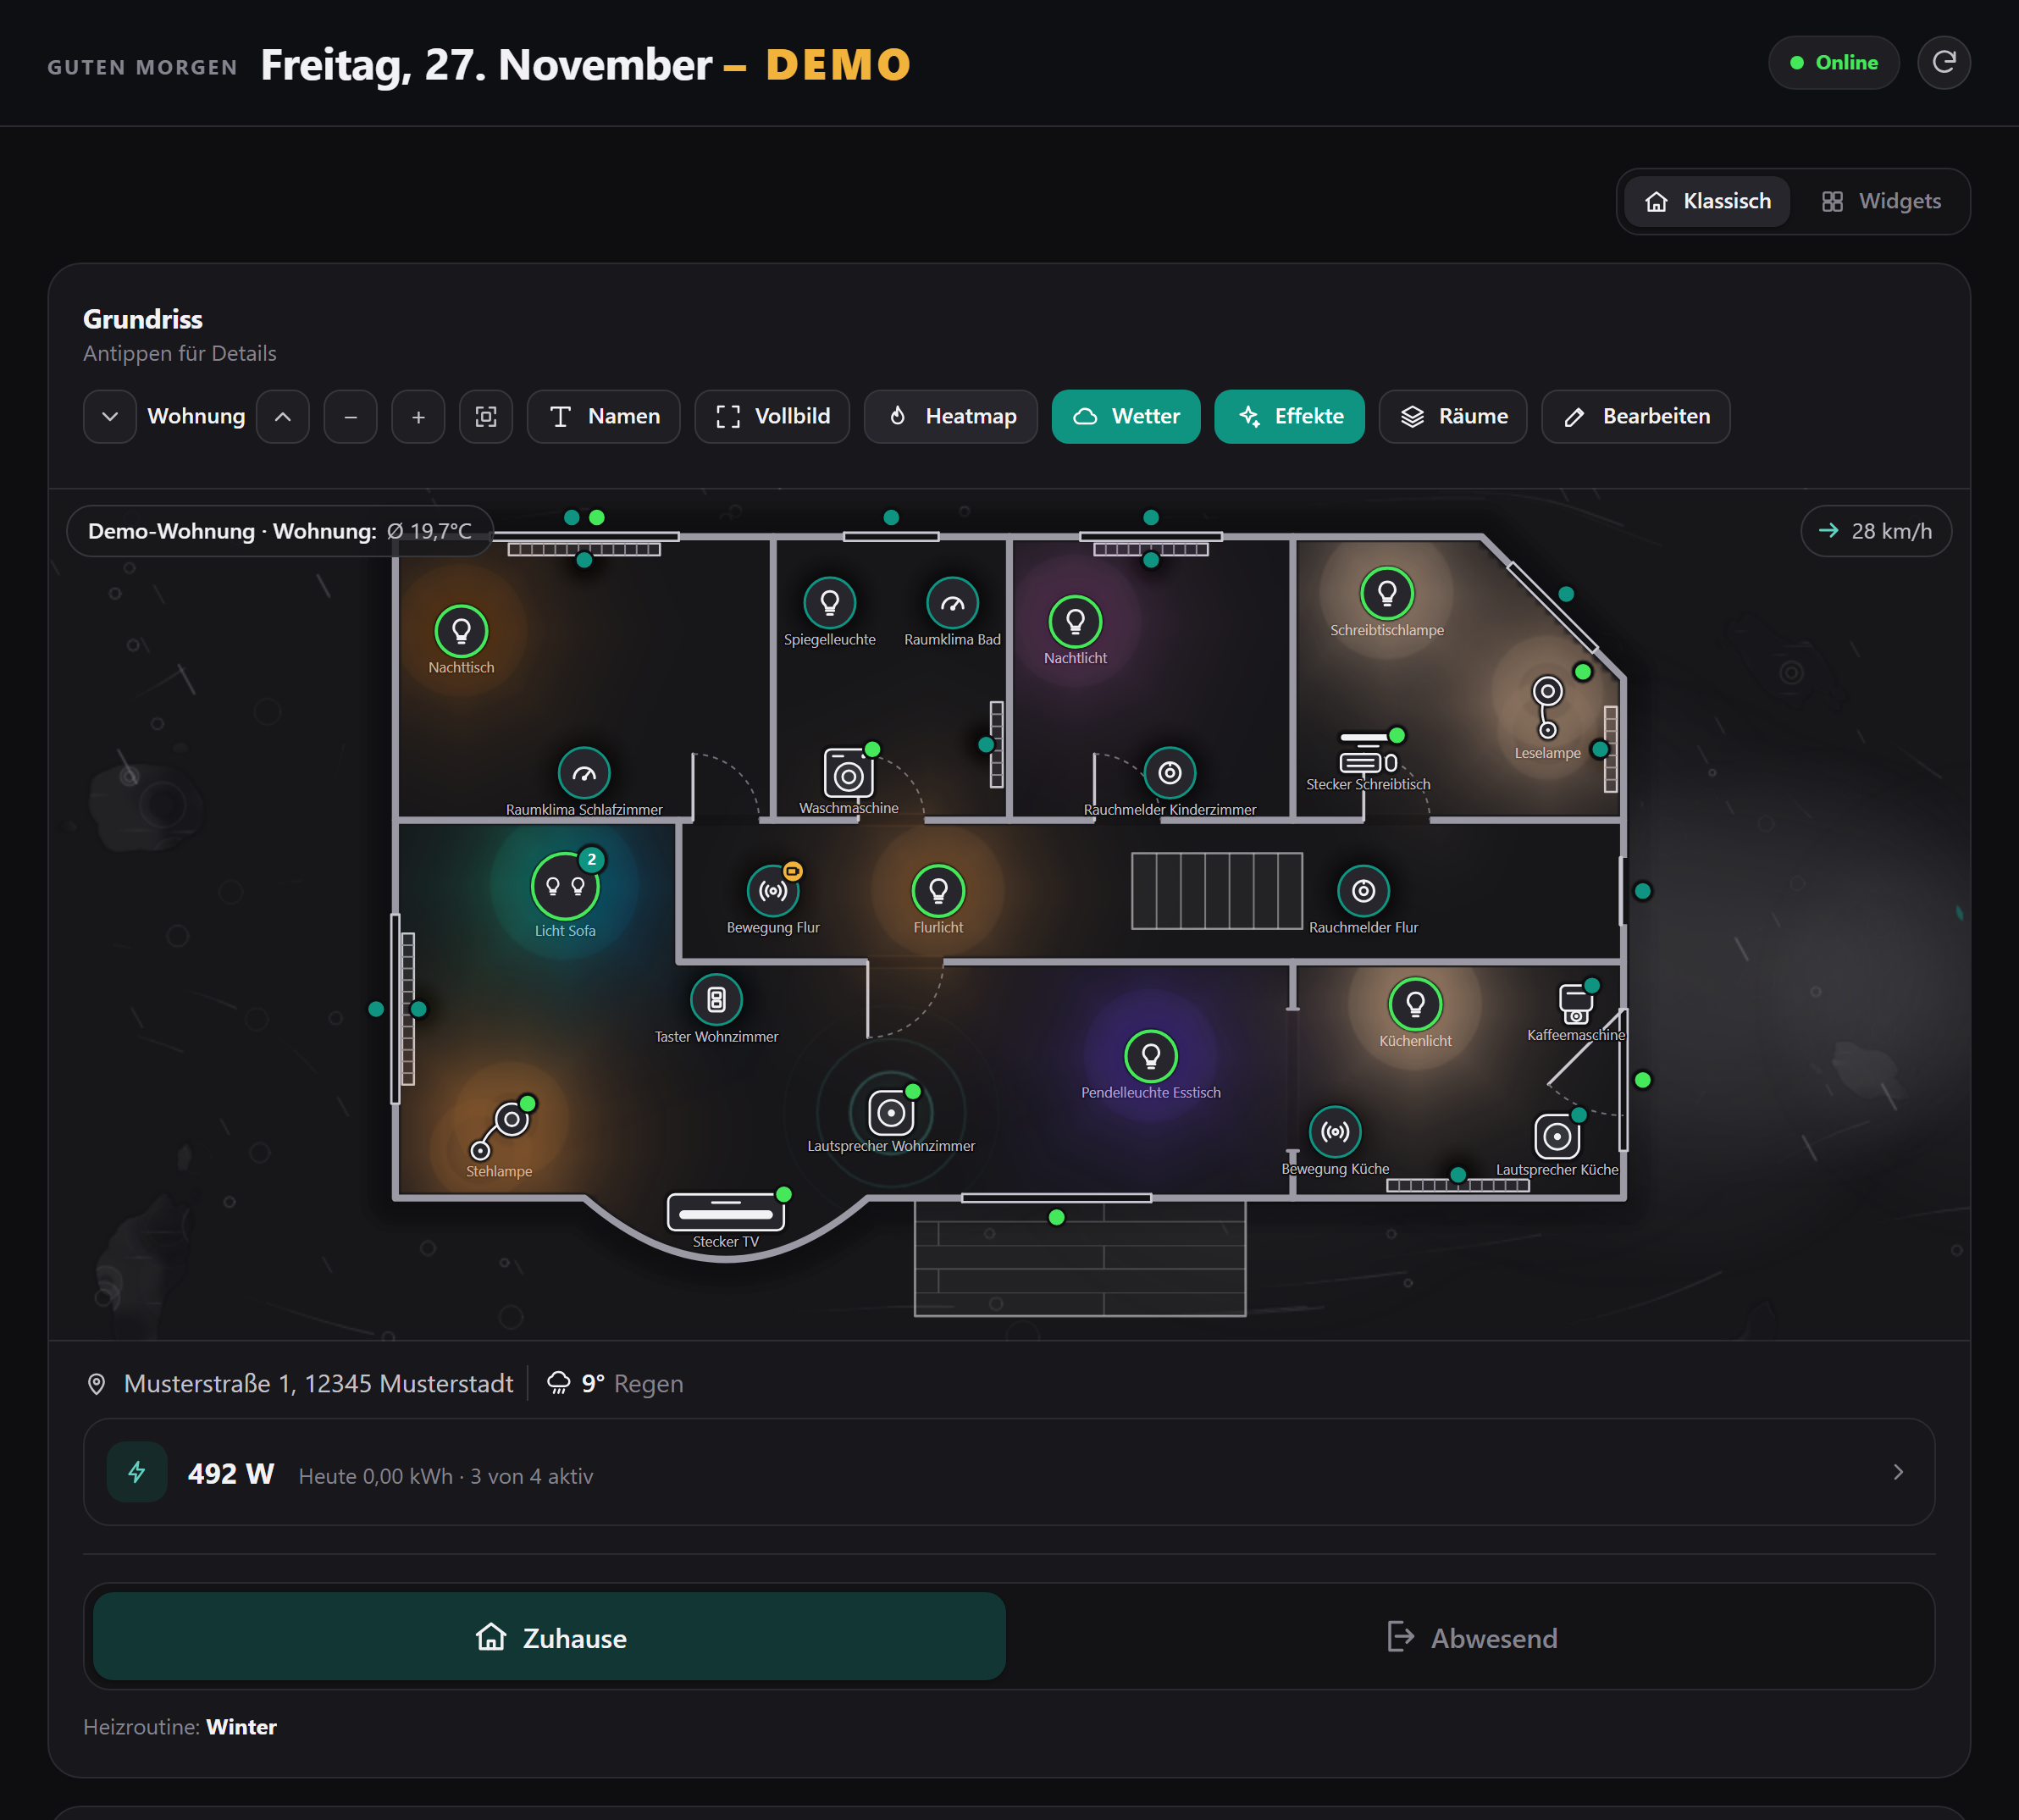 GUTEN MORGEN Freitag, 27. November – DEMO
Online
Klassisch Widgets
Grundriss
Antippen für Details
Wohnung − + Namen Vollbild Heatmap Wetter Effekte Räume Bearbeiten
Demo-Wohnung · Wohnung: Ø 19,7°C
28 km/h
Nachttisch
Spiegelleuchte
Raumklima Bad
Nachtlicht
Schreibtischlampe
Leselampe
Raumklima Schlafzimmer
Waschmaschine
Rauchmelder Kinderzimmer
Stecker Schreibtisch
2
Licht Sofa
Bewegung Flur
Flurlicht
Rauchmelder Flur
Taster Wohnzimmer
Küchenlicht
Kaffeemaschine
Pendelleuchte Esstisch
Lautsprecher Wohnzimmer
Stehlampe
Bewegung Küche
Lautsprecher Küche
Stecker TV
Musterstraße 1, 12345 Musterstadt 9° Regen
492 W Heute 0,00 kWh · 3 von 4 aktiv
Zuhause Abwesend
Heizroutine: Winter